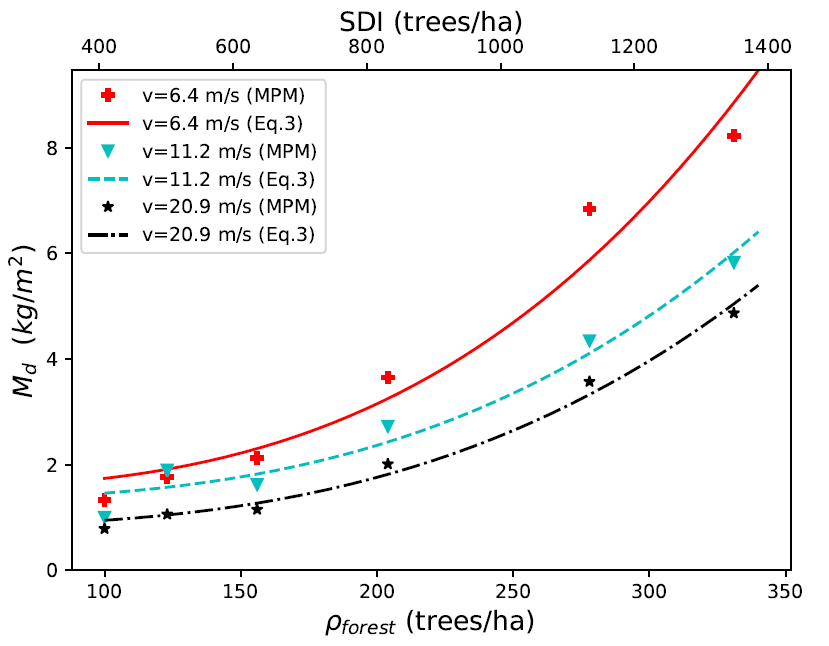 SDI (trees/ha)
400 600 800 1000 1200 1400
v=6.4 m/s (MPM)
v=6.4 m/s (Eq.3)
v=11.2 m/s (MPM)
v=11.2 m/s (Eq.3)
v=20.9 m/s (MPM)
v=20.9 m/s (Eq.3)
8
6
4
2
0
M_d (kg/m^2)
100 150 200 250 300 350
ρ_forest (trees/ha)